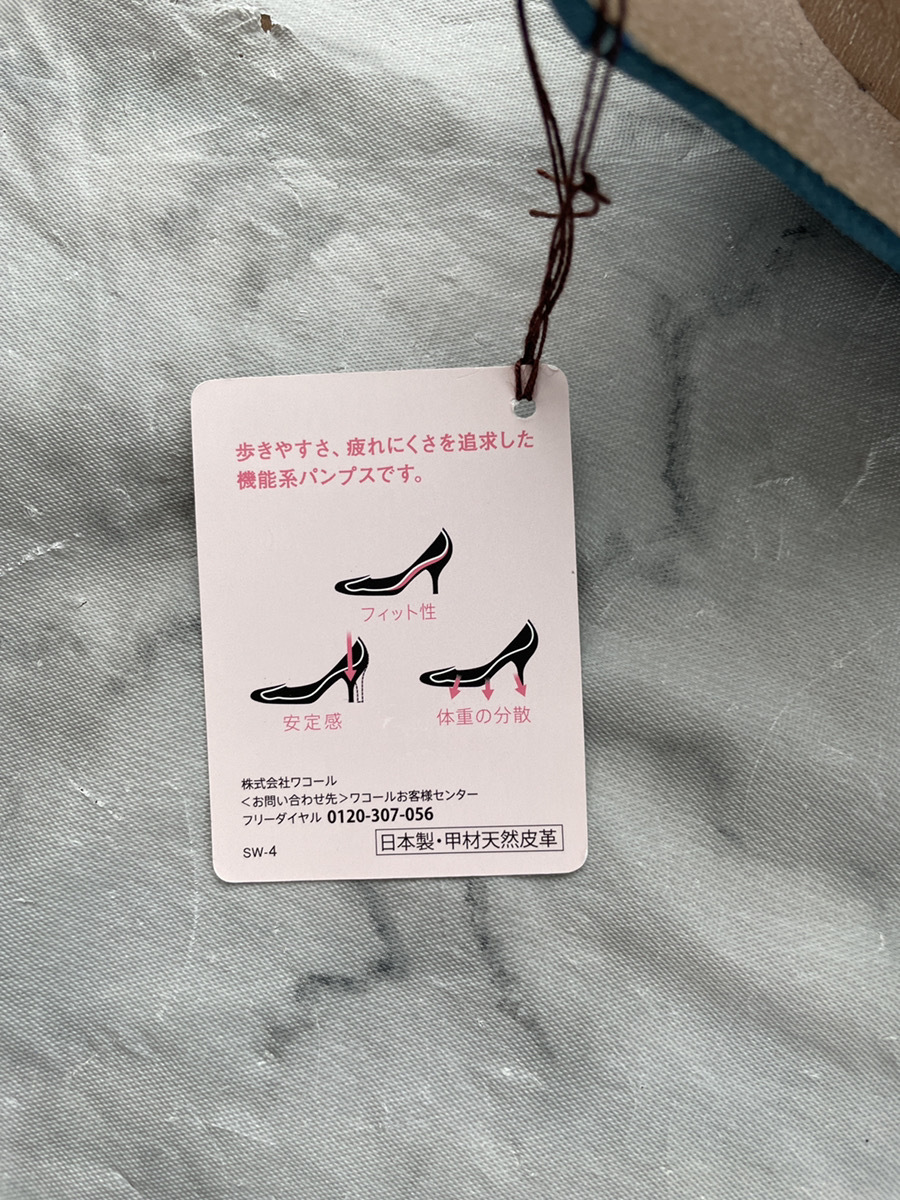 歩きやすさ、疲れにくさを追求した
機能系パンプスです。
フィット性
安定感
体重の分散
株式会社ワコール
＜お問い合わせ先＞ワコールお客様センター
フリーダイヤル 0120-307-056
SW-4
日本製・甲材天然皮革